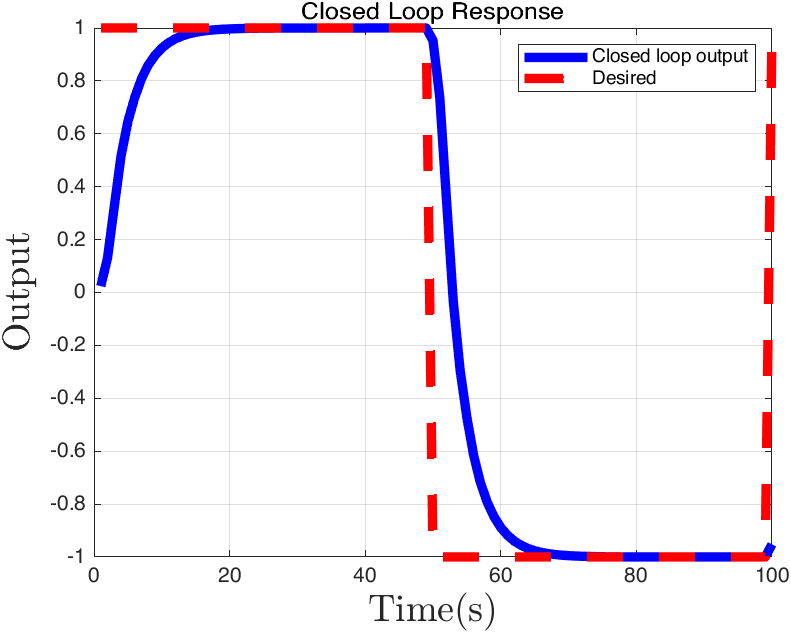 Closed Loop Response
Closed loop output
Desired
1
0.8
0.6
0.4
0.2
0
-0.2
-0.4
-0.6
-0.8
-1
Output
0 20 40 60 80 100
Time(s)